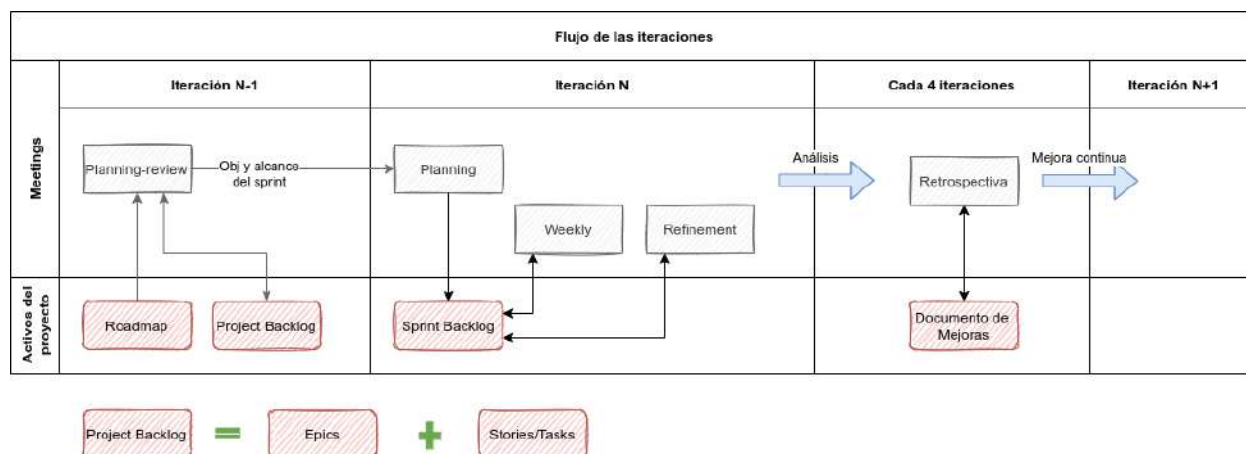 Flujo de las iteraciones
Iteración N-1
Iteración N
Cada 4 iteraciones
Iteración N+1
Meetings
Planning-review
Obj y alcance
del sprint
Planning
Weekly
Refinement
Análisis
Retrospectiva
Mejora continua
Activos del
proyecto
Roadmap
Project Backlog
Sprint Backlog
Documento de
Mejoras
Project Backlog
=
Epics
+
Stories/Tasks